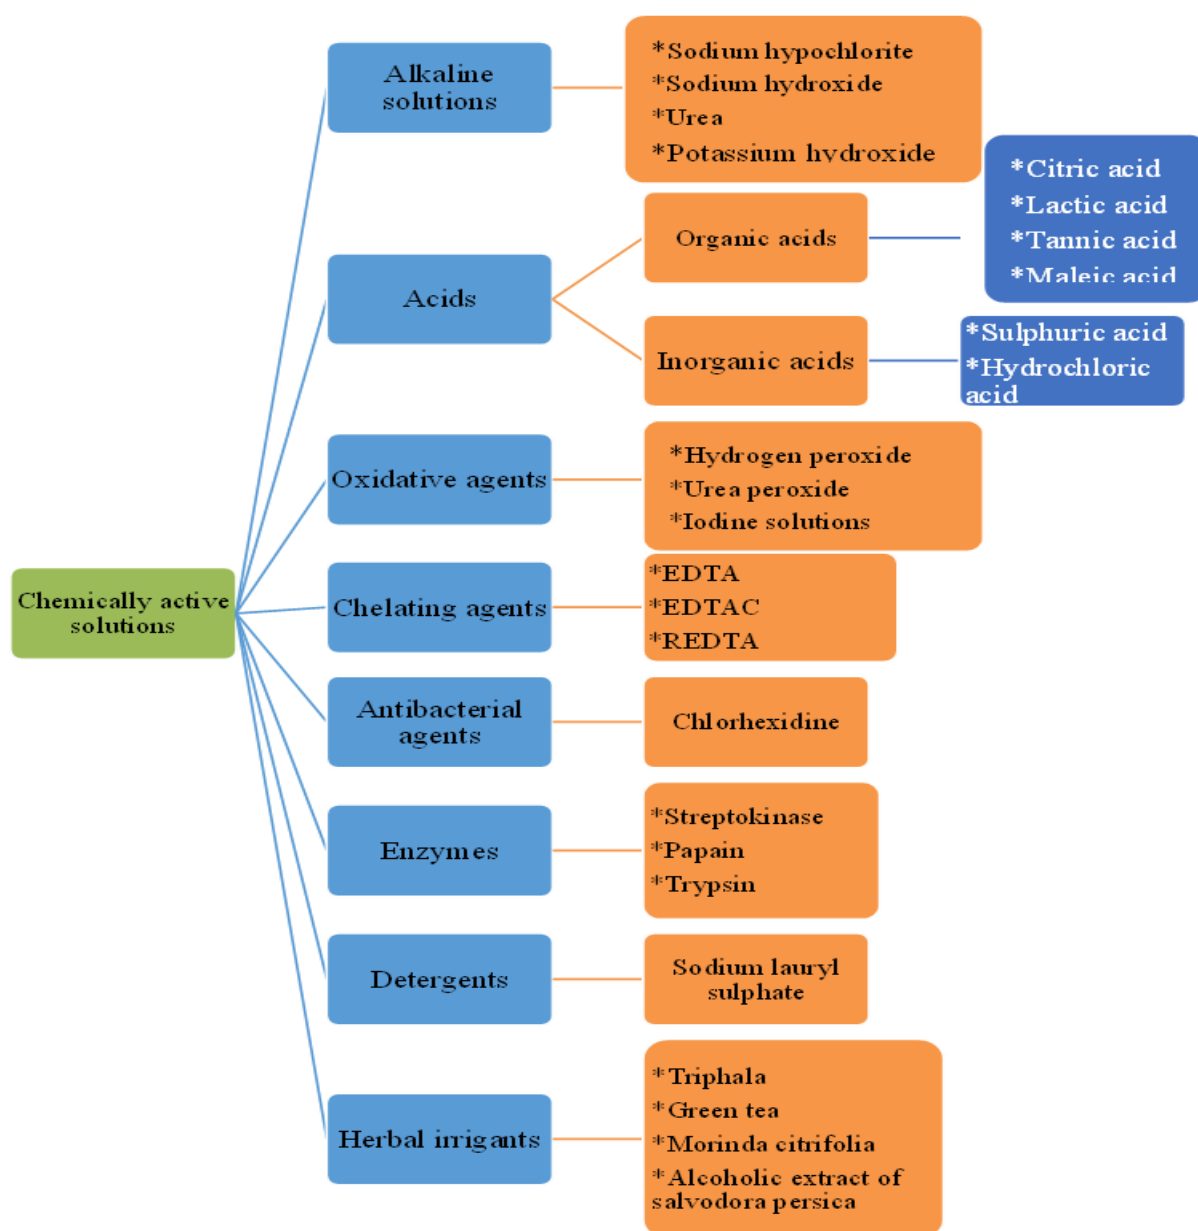 Chemically active
solutions
Alkaline
solutions
*Sodium hypochlorite
*Sodium hydroxide
*Urea
*Potassium hydroxide
Acids
Organic acids
*Citric acid
*Lactic acid
*Tannic acid
*Maleic acid
Inorganic acids
*Sulphuric acid
*Hydrochloric
acid
Oxidative agents
*Hydrogen peroxide
*Urea peroxide
*Iodine solutions
Chelating agents
*EDTA
*EDTAC
*REDTA
Antibacterial
agents
Chlorhexidine
Enzymes
*Streptokinase
*Papain
*Trypsin
Detergents
Sodium lauryl
sulphate
Herbal irrigants
*Triphala
*Green tea
*Morinda citrifolia
*Alcoholic extract of
salvodora persica